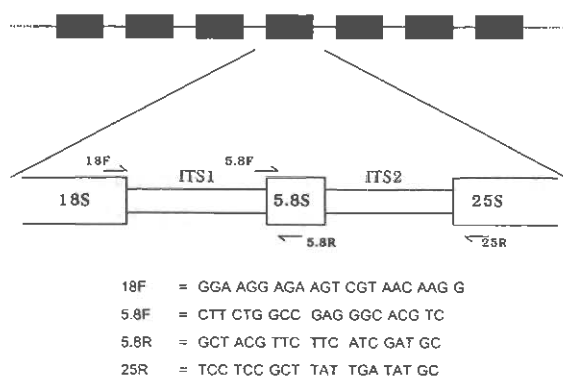 18F 5.8F
ITS1 ITS2
18S 5.8S 25S
5.8R 25R
18F = GGA AGG AGA AGT CGT AAC AAG G
5.8F = CTT CTG GCC GAG GGC ACG TC
5.8R = GCT ACG TTC TTC ATC GAT GC
25R = TCC TCC GCT TAT TGA TAT GC